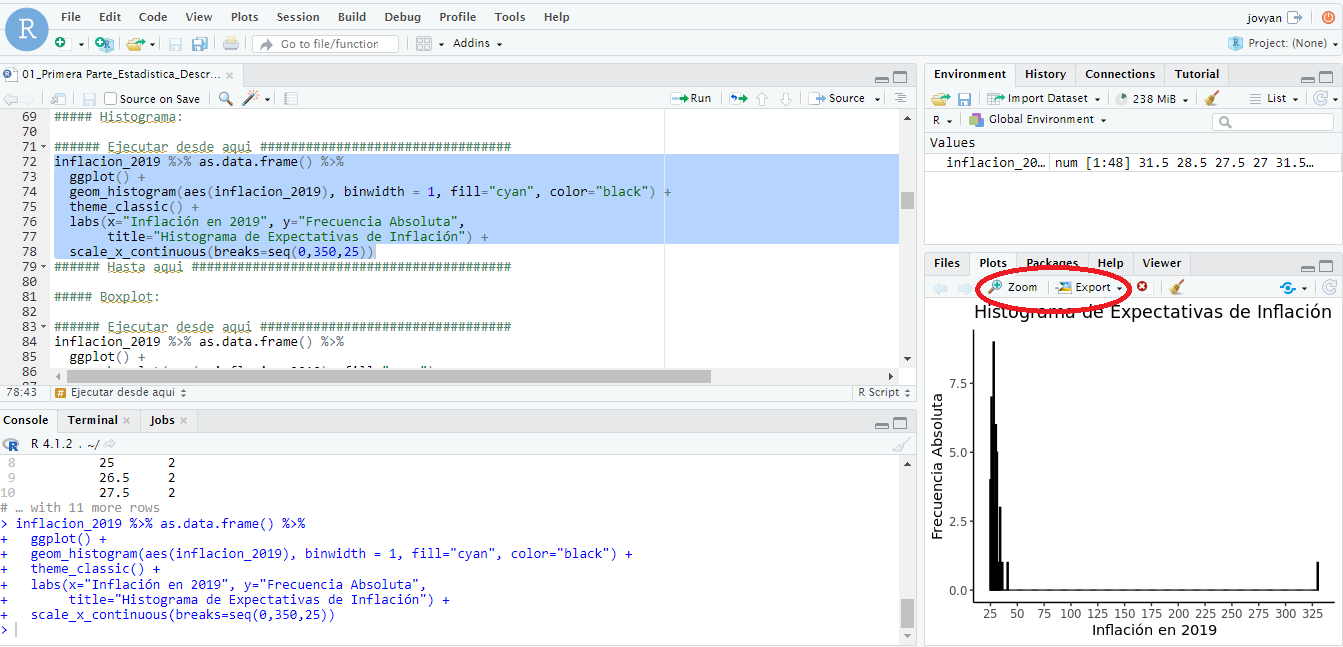 R
File Edit Code View Plots Session Build Debug Profile Tools Help
jovyan
Go to file/function
Addins
R
Project: (None)
01_Primera Parte_Estadistica_Descr...
Source on Save
Run
Source
69 ##### Histograma:
70
71 ###### Ejecutar desde aqui ################################
72 inflacion_2019 %>% as.data.frame() %>%
73 ggplot() +
74 geom_histogram(aes(inflacion_2019), binwidth = 1, fill="cyan", color="black") +
75 theme_classic() +
76 labs(x="Inflación en 2019", y="Frecuencia Absoluta",
77 title="Histograma de Expectativas de Inflación") +
78 scale_x_continuous(breaks=seq(0,350,25))
79 ###### Hasta aqui #########################################
80
81 ##### Boxplot:
82
83 ###### Ejecutar desde aqui ################################
84 inflacion_2019 %>% as.data.frame() %>%
85 ggplot() +
86
78:43
# Ejecutar desde aqui
R Script
Console Terminal Jobs
R R 4.1.2 . ~/
8 25 2
9 26.5 2
10 27.5 2
# … with 11 more rows
> inflacion_2019 %>% as.data.frame() %>%
+ ggplot() +
+ geom_histogram(aes(inflacion_2019), binwidth = 1, fill="cyan", color="black") +
+ theme_classic() +
+ labs(x="Inflación en 2019", y="Frecuencia Absoluta",
+ title="Histograma de Expectativas de Inflación") +
+ scale_x_continuous(breaks=seq(0,350,25))
>
Environment History Connections Tutorial
Import Dataset
238 MiB
List
R
Global Environment
Values
inflacion_20… num [1:48] 31.5 28.5 27.5 27 31.5…
Files Plots Packages Help Viewer
Zoom
Export
Histograma de Expectativas de Inflación
Frecuencia Absoluta
7.5
5.0
2.5
0.0
25 50 75 100 125 150 175 200 225 250 275 300 325
Inflación en 2019